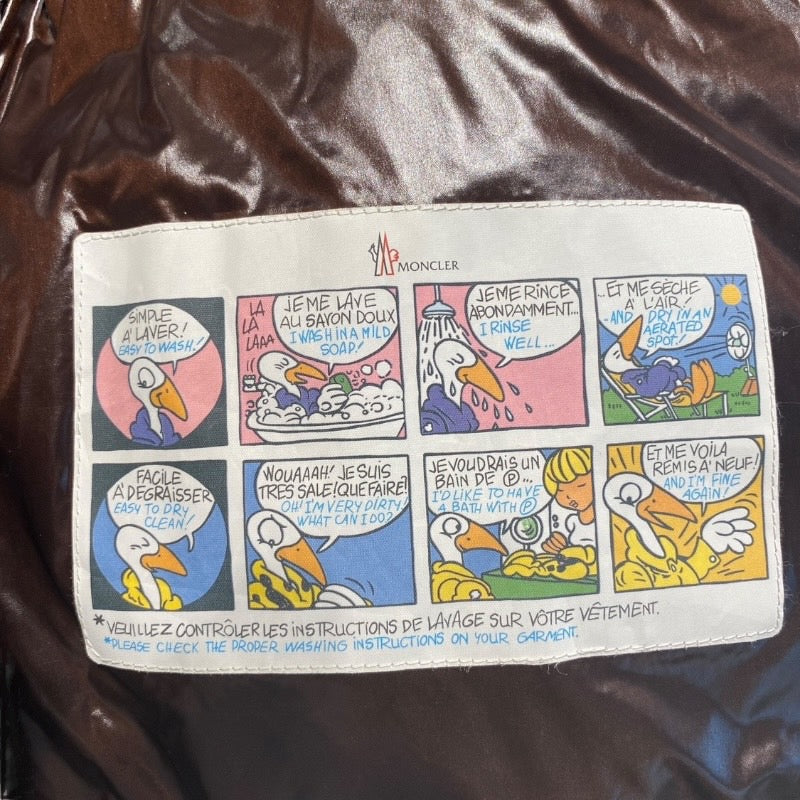 MONCLER
SIMPLE
A' LAVER!
EASY TO WASH!
LA
LÀ
LAAA
JE ME LAVE
AU SAVON DOUX
I WASH IN A MILD
SOAP!
JE ME RINCE
ABONDAMMENT...
I RINSE
WELL...
...ET ME SÈCHE
A' L'AIR!
-AND DRY IN AN
AERATED
SPOT!
FACILE
A' DÉGRAISSER
EASY TO DRY
CLEAN!
WOUAAAH! JE SUIS
TRES SALE! QUE FAIRE!
OH! I'M VERY DIRTY!
WHAT CAN I DO?
JE VOUDRAIS UN
BAIN DE Ⓟ...
I'D LIKE TO HAVE
A BATH WITH Ⓟ
ET ME VOILA
REMIS A' NEUF!
AND I'M FINE
AGAIN!
*VEUILLEZ CONTRÔLER LES INSTRUCTIONS DE LAVAGE SUR VÔTRE VÊTEMENT.
*PLEASE CHECK THE PROPER WASHING INSTRUCTIONS ON YOUR GARMENT.